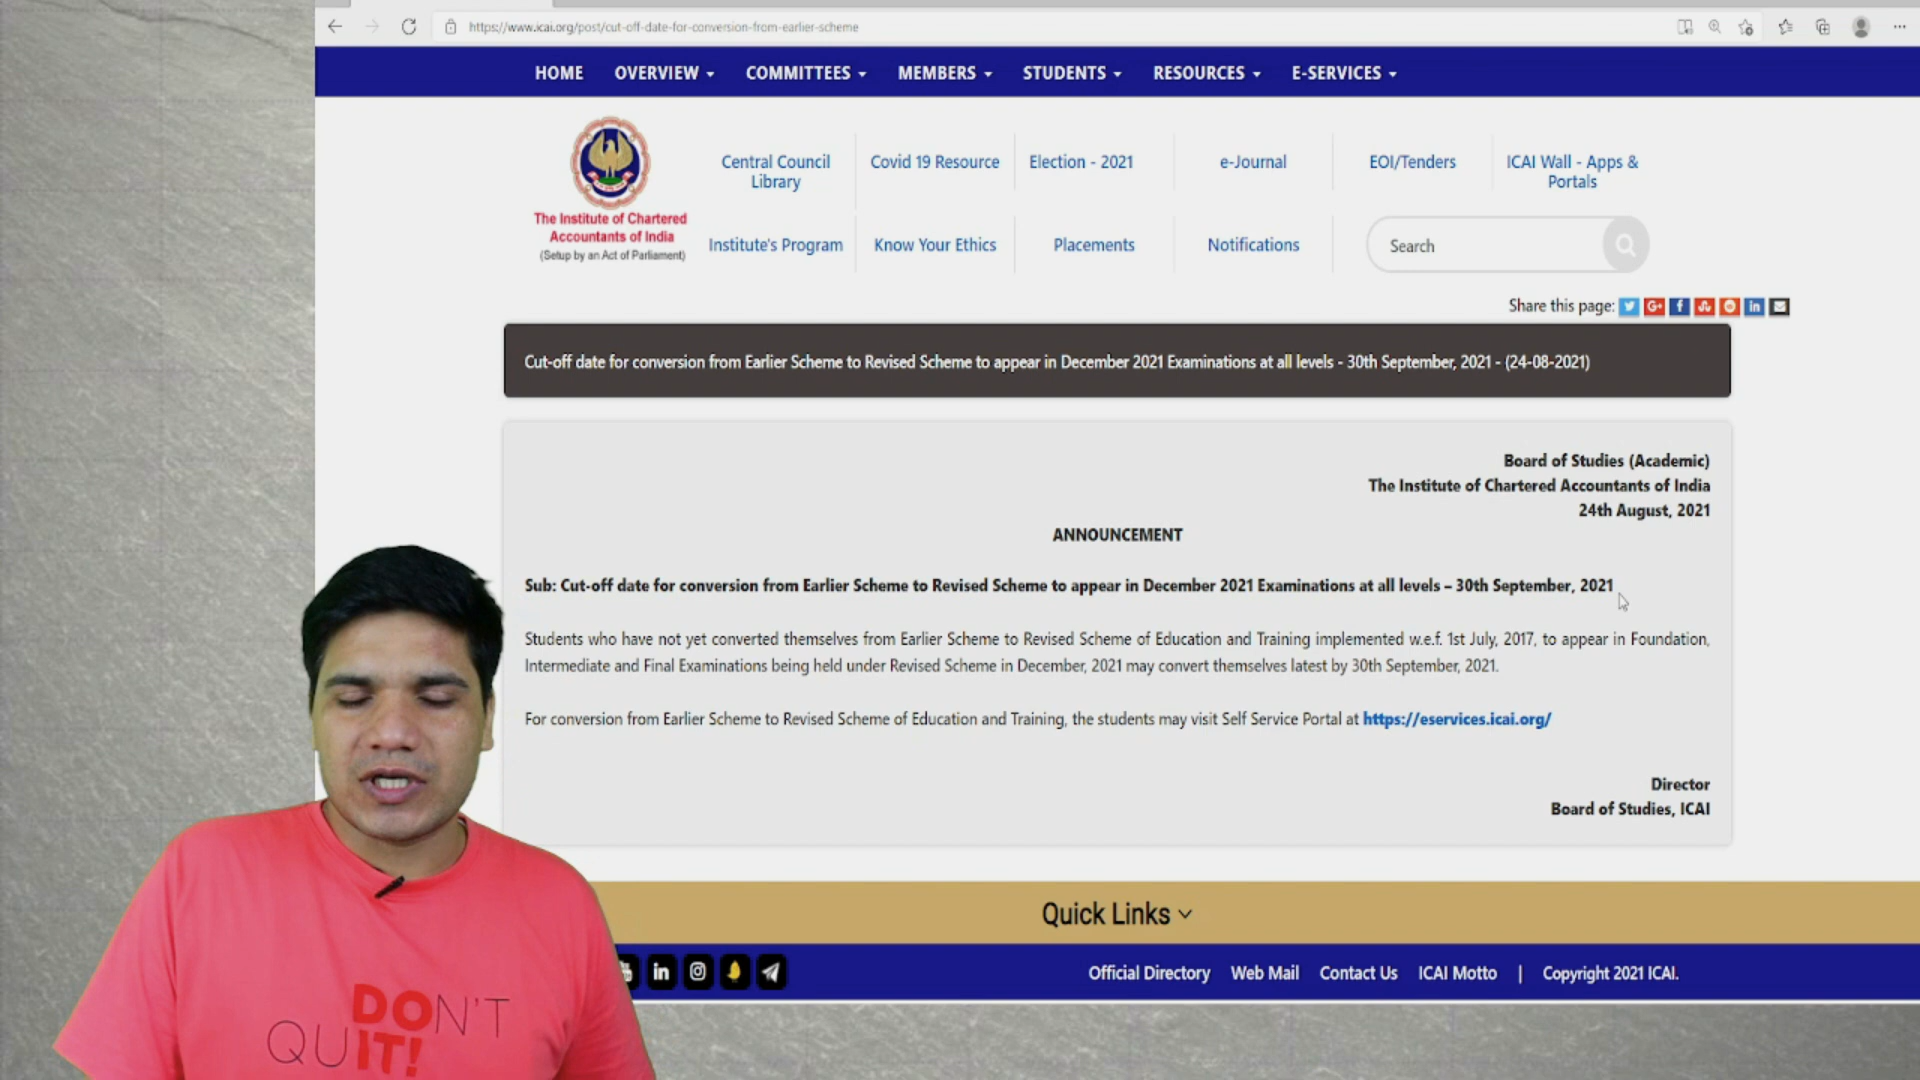 https://www.icai.org/post/cut-off-date-for-conversion-from-earlier-scheme
HOME OVERVIEW COMMITTEES MEMBERS STUDENTS RESOURCES E-SERVICES
Central Council Library
Covid 19 Resource
Election - 2021
e-Journal
EOI/Tenders
ICAI Wall - Apps & Portals
The Institute of Chartered
Accountants of India
(Setup by an Act of Parliament)
Institute's Program
Know Your Ethics
Placements
Notifications
Search
Share this page:
Cut-off date for conversion from Earlier Scheme to Revised Scheme to appear in December 2021 Examinations at all levels - 30th September, 2021 - (24-08-2021)
Board of Studies (Academic)
The Institute of Chartered Accountants of India
24th August, 2021
ANNOUNCEMENT
Sub: Cut-off date for conversion from Earlier Scheme to Revised Scheme to appear in December 2021 Examinations at all levels – 30th September, 2021
Students who have not yet converted themselves from Earlier Scheme to Revised Scheme of Education and Training implemented w.e.f. 1st July, 2017, to appear in Foundation,
Intermediate and Final Examinations being held under Revised Scheme in December, 2021 may convert themselves latest by 30th September, 2021.
For conversion from Earlier Scheme to Revised Scheme of Education and Training, the students may visit Self Service Portal at https://eservices.icai.org/
Director
Board of Studies, ICAI
Quick Links
Official Directory Web Mail Contact Us ICAI Motto | Copyright 2021 ICAI.
DON'T
QUIT!